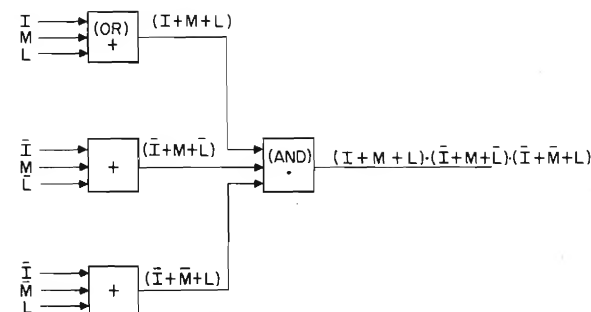 I
M
L
(OR)
+
(I+M+L)
Ī
M
L̄
+
(Ī+M+L̄)
(AND)
·
(I+M+L)·(Ī+M+L̄)·(Ī+M̄+L)
Ī
M̄
L
+
(Ī+M̄+L)